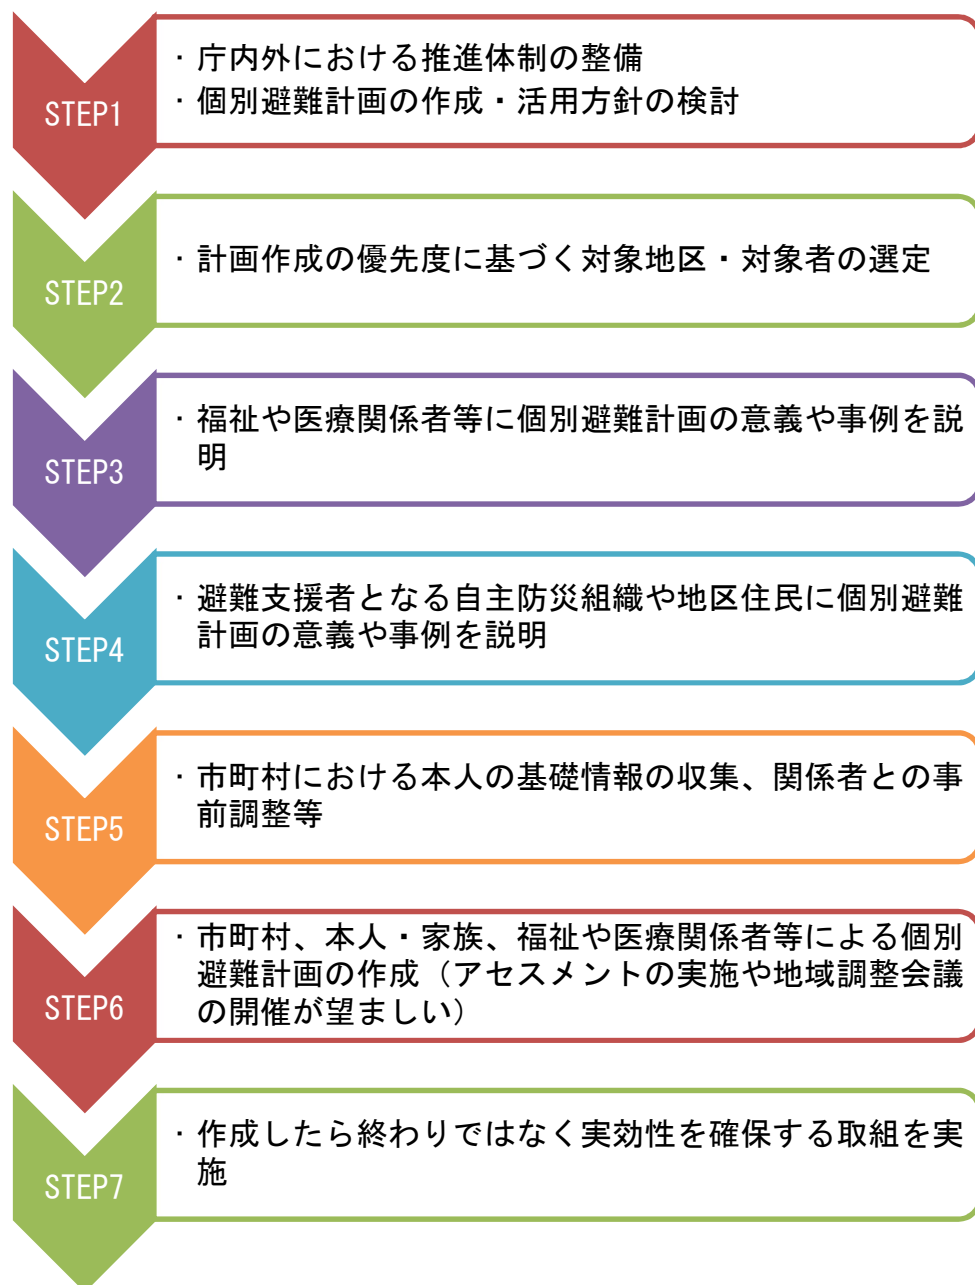 STEP1
・庁内外における推進体制の整備
・個別避難計画の作成・活用方針の検討
STEP2
・計画作成の優先度に基づく対象地区・対象者の選定
STEP3
・福祉や医療関係者等に個別避難計画の意義や事例を説
明
STEP4
・避難支援者となる自主防災組織や地区住民に個別避難
計画の意義や事例を説明
STEP5
・市町村における本人の基礎情報の収集、関係者との事
前調整等
STEP6
・市町村、本人・家族、福祉や医療関係者等による個別
避難計画の作成（アセスメントの実施や地域調整会議
の開催が望ましい）
STEP7
・作成したら終わりではなく実効性を確保する取組を実
施